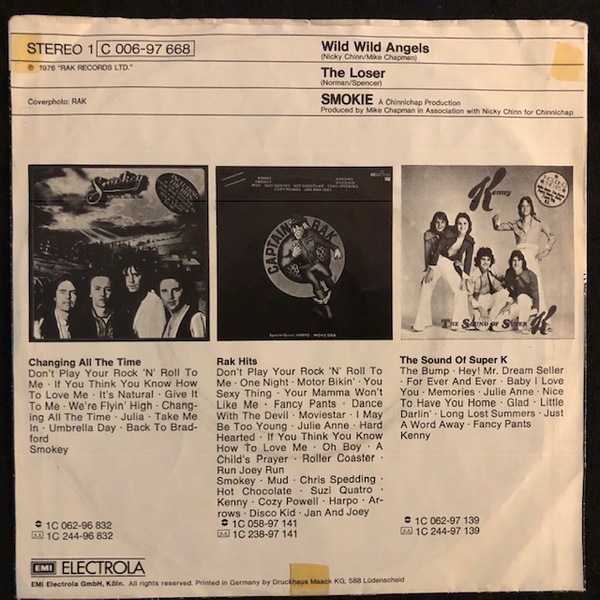 STEREO 1 C 006-97 668
℗ 1976 "RAK RECORDS LTD."
Coverphoto: RAK
Wild Wild Angels
(Nicky Chinn/Mike Chapman)
The Loser
(Norman/Spencer)
SMOKIE A Chinnichap Production
Produced by Mike Chapman in Association with Nicky Chinn for Chinnichap
Smokey
CAPTAIN RAK
Kenny
THE SOUND OF SUPER K
Changing All The Time
Don't Play Your Rock 'N' Roll To
Me · If You Think You Know How
To Love Me · It's Natural · Give It
To Me · We're Flyin' High · Chang-
ing All The Time · Julia · Take Me
In · Umbrella Day · Back To Brad-
ford
Smokey
1C 062-96 832
1C 244-96 832
Rak Hits
Don't Play Your Rock 'N' Roll To
Me · One Night · Motor Bikin' · You
Sexy Thing · Your Mamma Won't
Like Me · Fancy Pants · Dance
With The Devil · Moviestar · I May
Be Too Young · Julie Anne · Hard
Hearted · If You Think You Know
How To Love Me · Oh Boy · A
Child's Prayer · Roller Coaster ·
Run Joey Run
Smokey · Mud · Chris Spedding ·
Hot Chocolate · Suzi Quatro ·
Kenny · Cozy Powell · Harpo · Ar-
rows · Disco Kid · Jan And Joey
1C 058-97 141
1C 238-97 141
The Sound Of Super K
The Bump · Hey! Mr. Dream Seller
· For Ever And Ever · Baby I Love
You · Memories · Julie Anne · Nice
To Have You Home · Glad · Little
Darlin' · Long Lost Summers · Just
A Word Away · Fancy Pants
Kenny
1C 062-97 139
1C 244-97 139
EMI ELECTROLA
EMI Electrola GmbH, Köln. All rights reserved. Printed in Germany by Druckhaus Maack KG, 588 Lüdenscheid